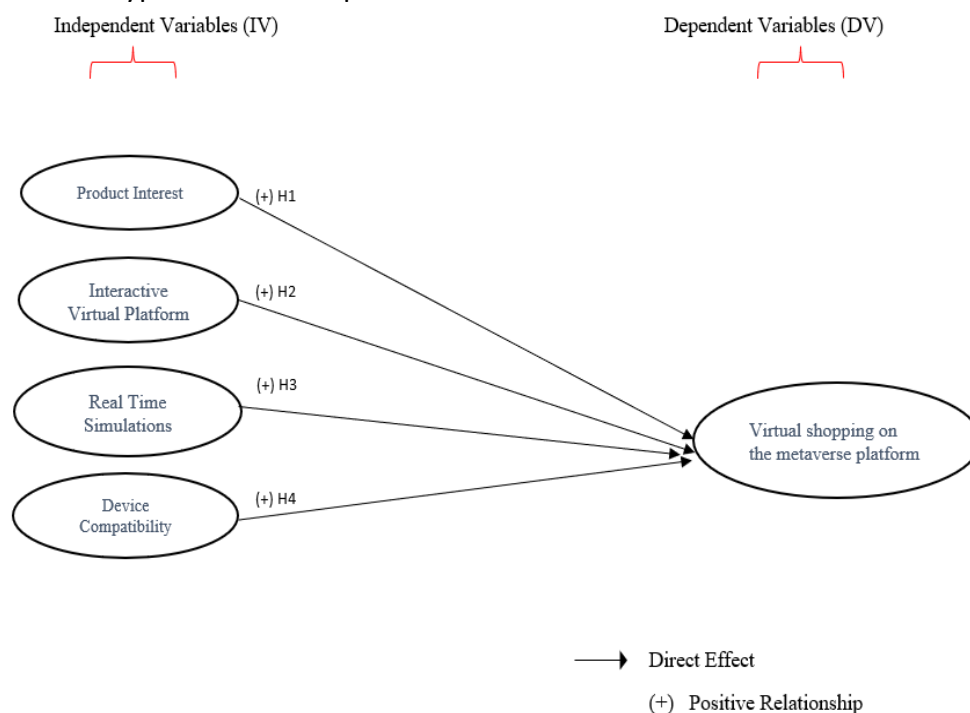 Independent Variables (IV)
Dependent Variables (DV)
Product Interest
(+) H1
Interactive
Virtual Platform
(+) H2
Real Time
Simulations
(+) H3
Device
Compatibility
(+) H4
Virtual shopping on
the metaverse platform
Direct Effect
(+) Positive Relationship